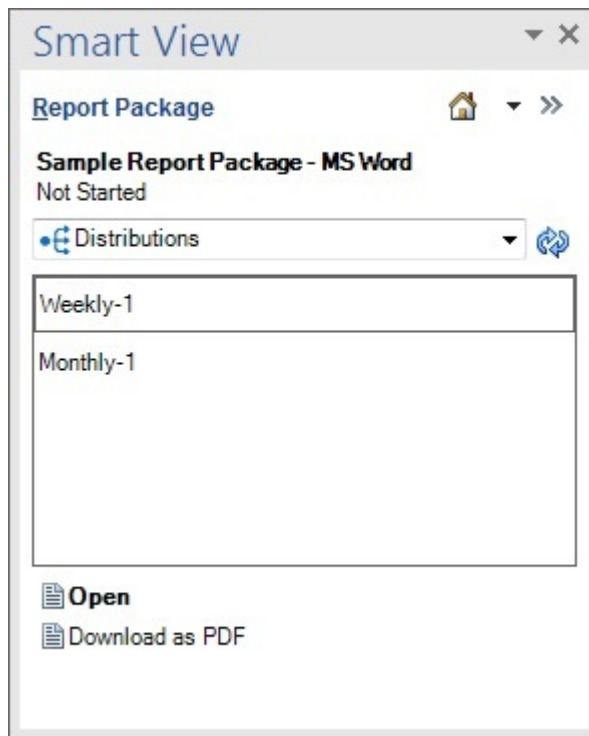 Smart View
Report Package
Sample Report Package - MS Word
Not Started
Distributions
Weekly-1
Monthly-1
Open
Download as PDF